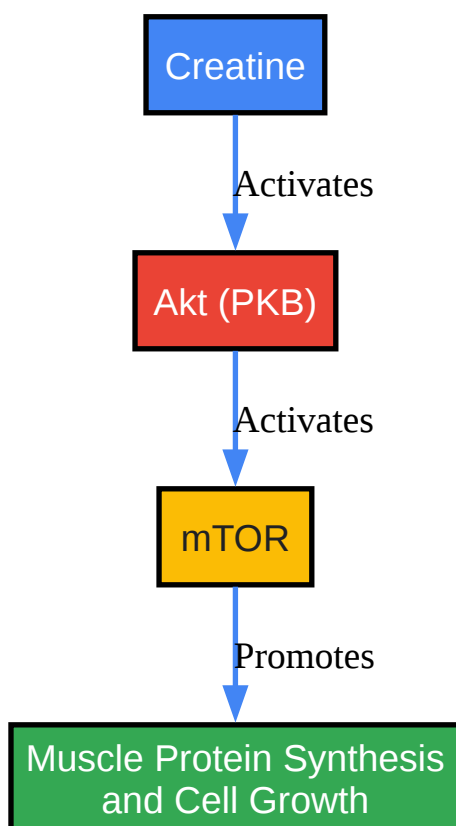 Creatine
Activates
Akt (PKB)
Activates
mTOR
Promotes
Muscle Protein Synthesis
and Cell Growth